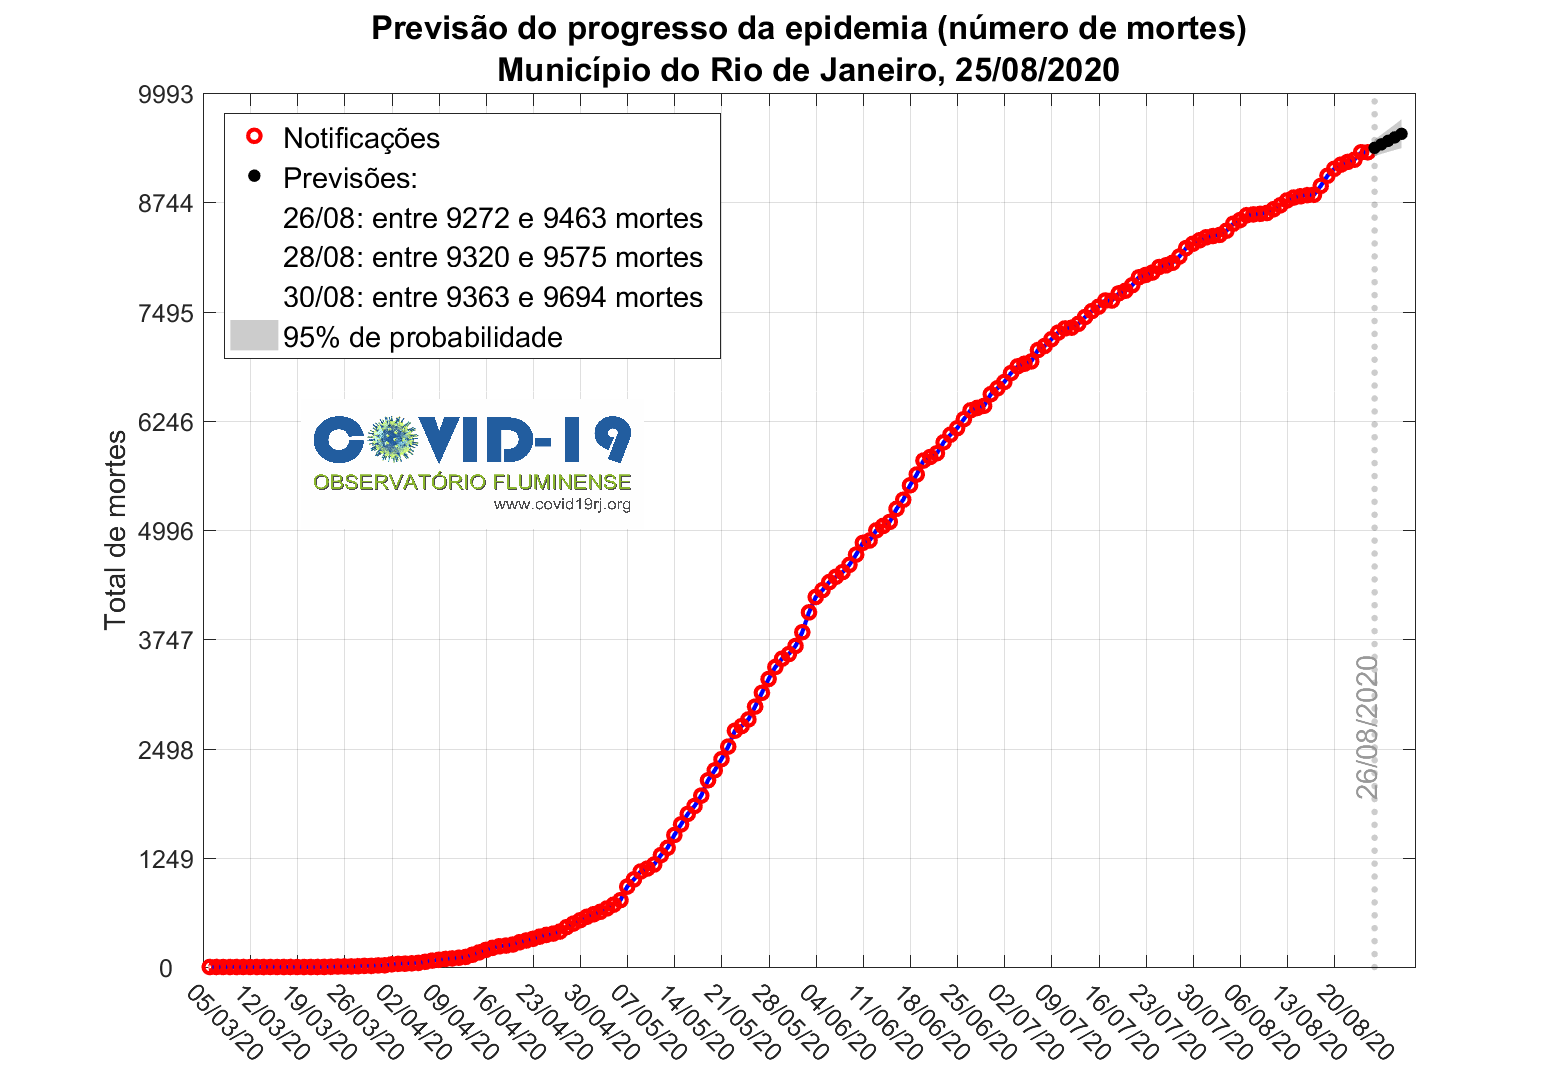 Previsão do progresso da epidemia (número de mortes)
Município do Rio de Janeiro, 25/08/2020
9993
8744
7495
6246
4996
3747
2498
1249
0
Total de mortes
Notificações
Previsões:
26/08: entre 9272 e 9463 mortes
28/08: entre 9320 e 9575 mortes
30/08: entre 9363 e 9694 mortes
95% de probabilidade
COVID-19
OBSERVATÓRIO FLUMINENSE
www.covid19rj.org
26/08/2020
05/03/20
12/03/20
19/03/20
26/03/20
02/04/20
09/04/20
16/04/20
23/04/20
30/04/20
07/05/20
14/05/20
21/05/20
28/05/20
04/06/20
11/06/20
18/06/20
25/06/20
02/07/20
09/07/20
16/07/20
23/07/20
30/07/20
06/08/20
13/08/20
20/08/20